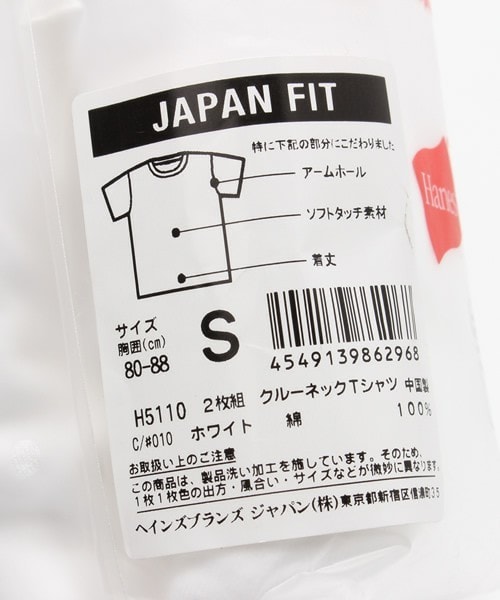 JAPAN FIT
特に下記の部分にこだわりました
アームホール
ソフトタッチ素材
着丈
サイズ
胸囲(cm)
80-88
S
4549139862968
H5110 2枚組 クルーネックTシャツ 中国製
C/#010 ホワイト 綿 100%
お取扱い上のご注意
この商品は、製品洗い加工を施しています。そのため、
1枚1枚色の出方・風合い・サイズなどが微妙に異なります。
ヘインズブランズ ジャパン(株) 東京都新宿区信濃町35
Hanes